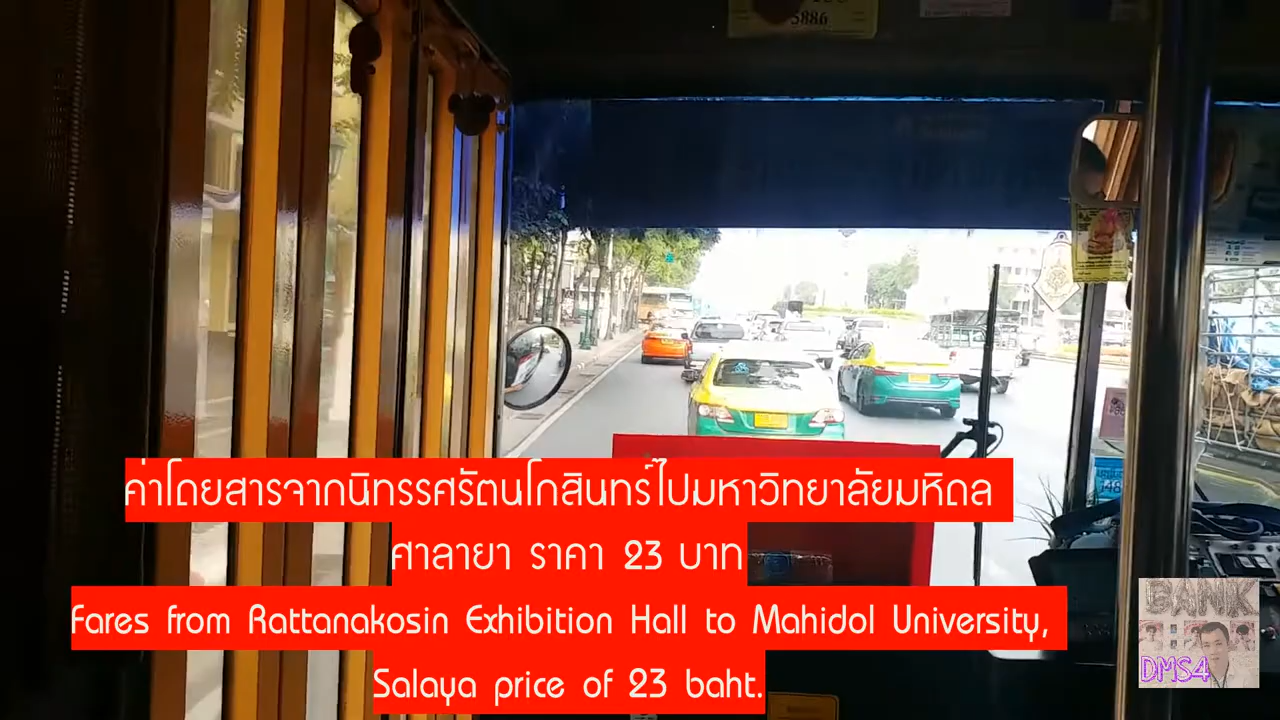 5886
ค่าโดยสารจากนิทรรศรัตนโกสินทร์ไปมหาวิทยาลัยมหิดล
ศาลายา ราคา 23 บาท
Fares from Rattanakosin Exhibition Hall to Mahidol University,
Salaya price of 23 baht.
BANK
DMS4